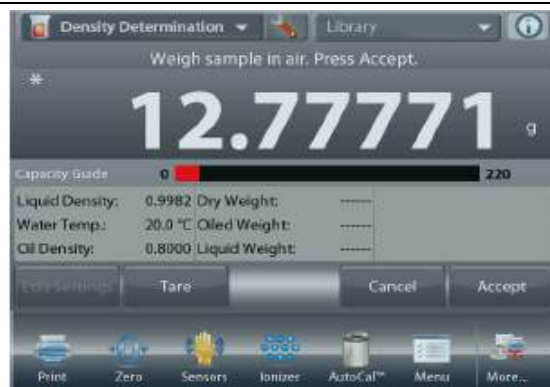 Density Determination Library
Weigh sample in air. Press Accept.
*
12.77771 g
Capacity Guide 0 220
Liquid Density: 0.9982 Dry Weight: ------
Water Temp.: 20.0 °C Oiled Weight: ------
Oil Density: 0.8000 Liquid Weight: ------
Edit Settings Tare Cancel Accept
Print Zero Sensors Ionizer AutoCal™ Menu More...